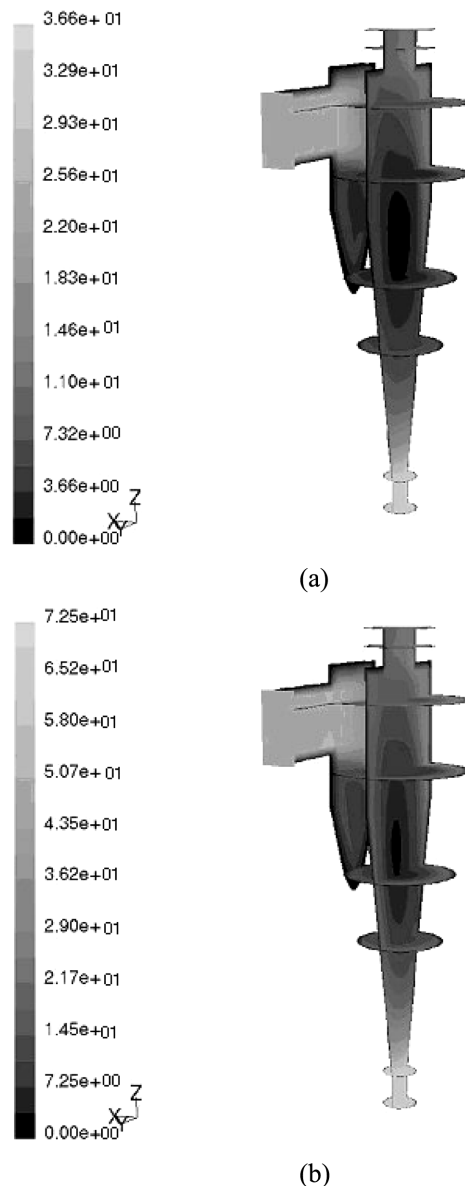 3.66e+ 01
3.29e+ 01
2.93e+ 01
2.56e+ 01
2.20e+ 01
1.83e+ 01
1.46e+ 01
1.10e+ 01
7.32e+ 00
3.66e+00
0.00e+00
Z
X Y
(a)
7.25e+ 01
6.52e+01
5.80e+01
5.07e+01
4.35e+01
3.62e+01
2.90e+01
2.17e+01
1.45e+01
7.25e+00
0.00e+00
Z
X Y
(b)